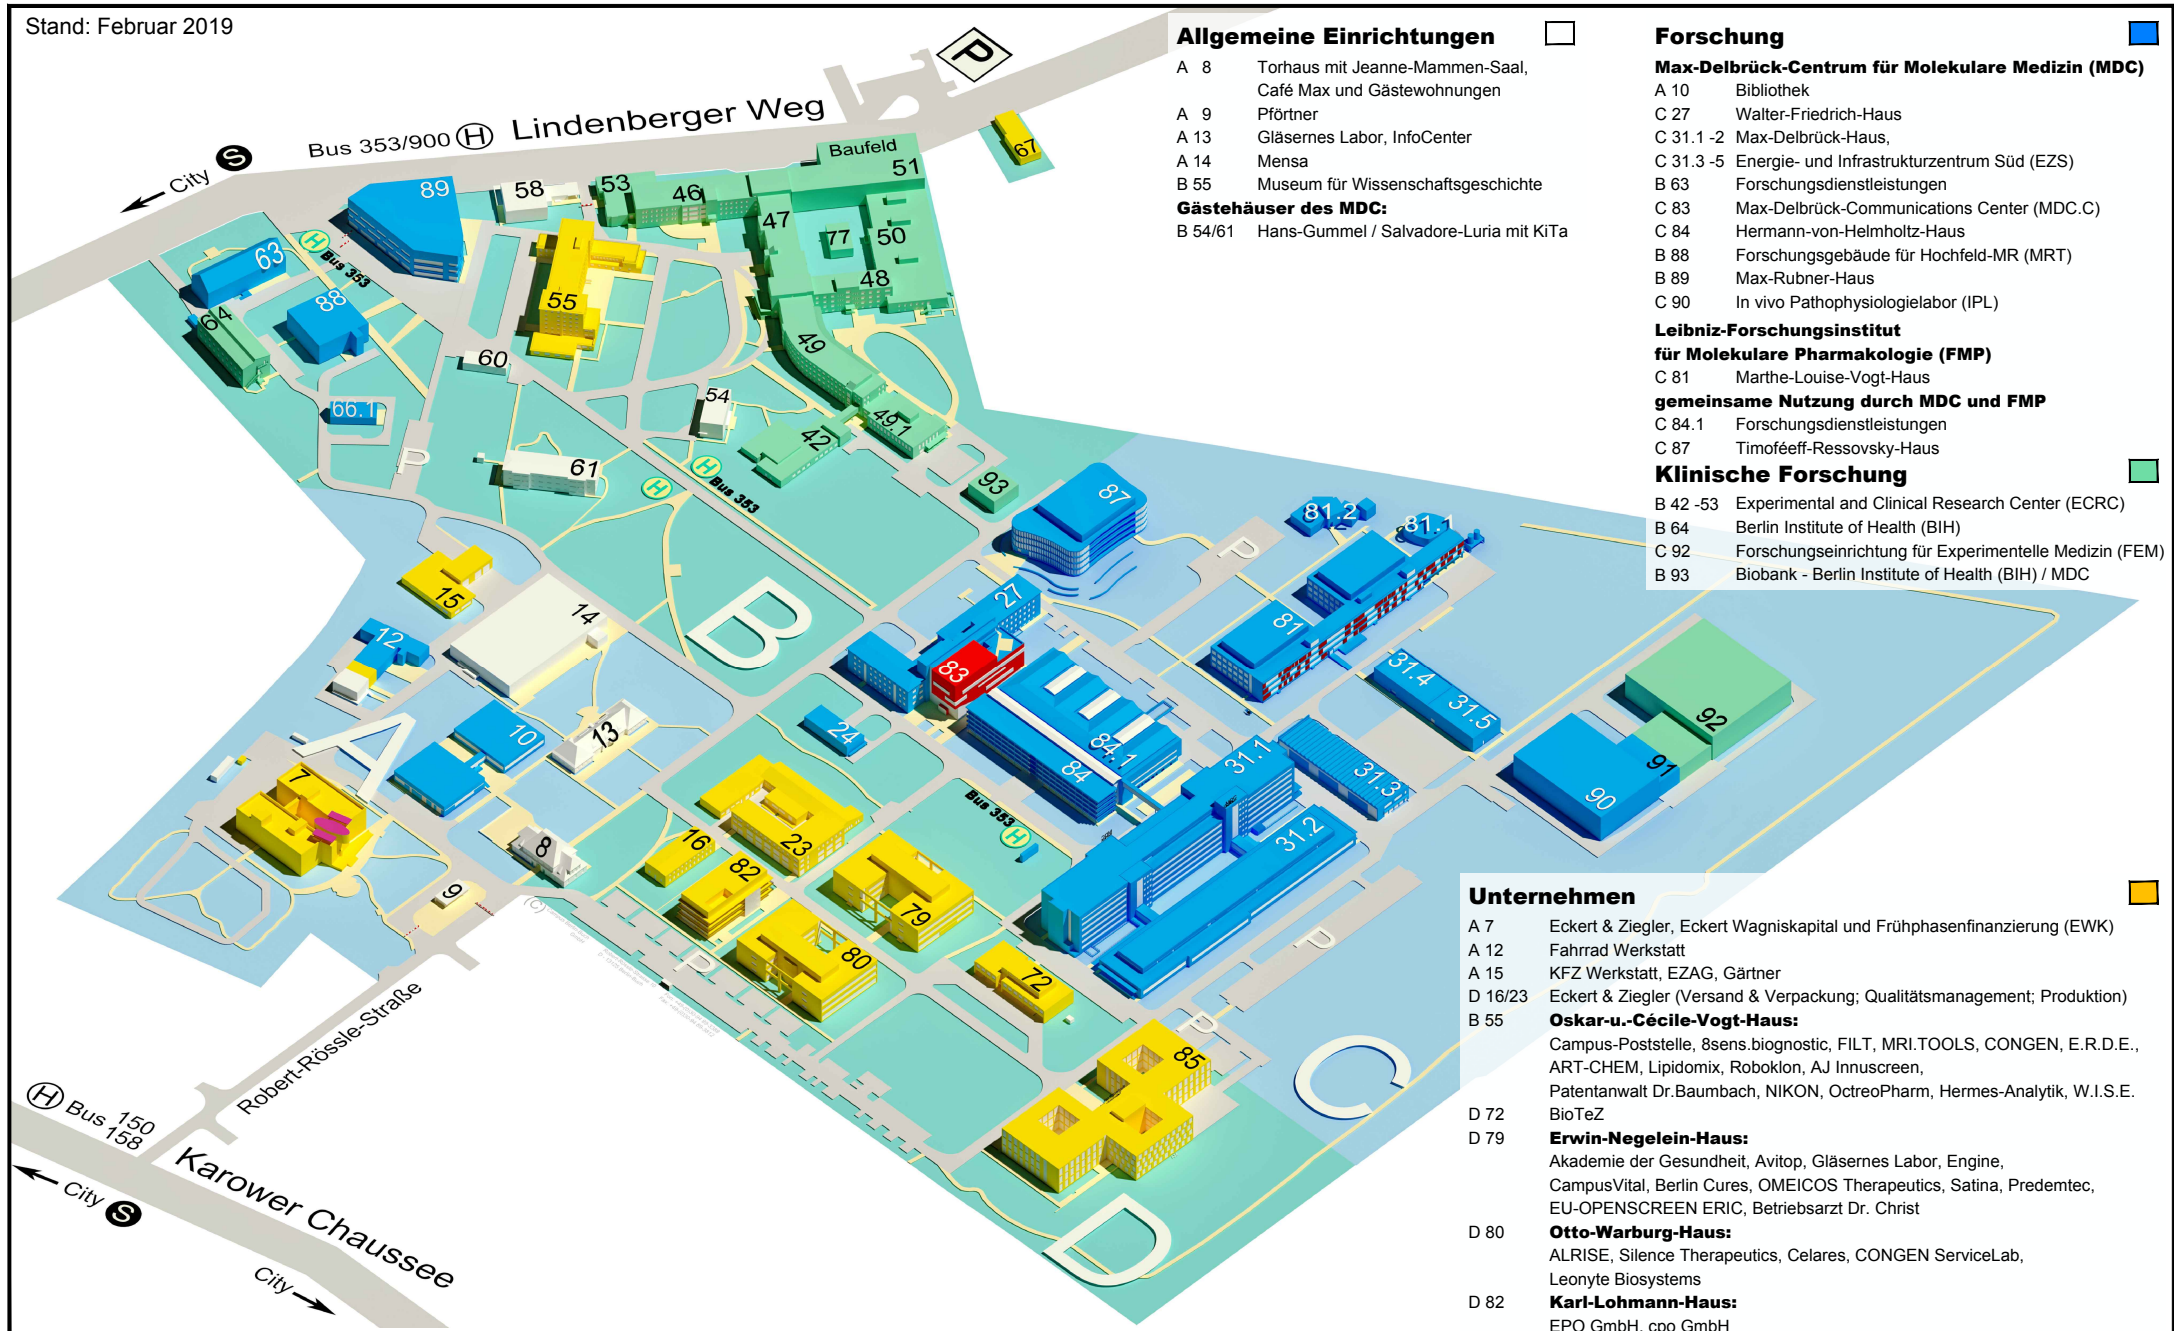 Stand: Februar 2019
P
Lindenberger Weg
Bus 353/900 H
City S
Baufeld
51
67
89
58
53
46
47
77
50
48
63
H
Bus 353
55
88
64
49
60
66.1
54
49.1
42
P
61
H
H
Bus 353
93
87
81.2
81.1
P
15
14
B
27
12
83
81
31.4
31.5
92
A
10
13
24
84.1
84
31.1
31.3
91
90
7
Bus 353
H
31.2
8
16
23
82
9
79
(C)
80
P
72
P
P
85
C
Robert-Rössle-Straße
H Bus 150
158
Karower Chaussee
City S
City
D
Allgemeine Einrichtungen
A 8 Torhaus mit Jeanne-Mammen-Saal,
Café Max und Gästewohnungen
A 9 Pförtner
A 13 Gläsernes Labor, InfoCenter
A 14 Mensa
B 55 Museum für Wissenschaftsgeschichte
Gästehäuser des MDC:
B 54/61 Hans-Gummel / Salvadore-Luria mit KiTa
Forschung
Max-Delbrück-Centrum für Molekulare Medizin (MDC)
A 10 Bibliothek
C 27 Walter-Friedrich-Haus
C 31.1 -2 Max-Delbrück-Haus,
C 31.3 -5 Energie- und Infrastrukturzentrum Süd (EZS)
B 63 Forschungsdienstleistungen
C 83 Max-Delbrück-Communications Center (MDC.C)
C 84 Hermann-von-Helmholtz-Haus
B 88 Forschungsgebäude für Hochfeld-MR (MRT)
B 89 Max-Rubner-Haus
C 90 In vivo Pathophysiologielabor (IPL)
Leibniz-Forschungsinstitut
für Molekulare Pharmakologie (FMP)
C 81 Marthe-Louise-Vogt-Haus
gemeinsame Nutzung durch MDC und FMP
C 84.1 Forschungsdienstleistungen
C 87 Timoféeff-Ressovsky-Haus
Klinische Forschung
B 42 -53 Experimental and Clinical Research Center (ECRC)
B 64 Berlin Institute of Health (BIH)
C 92 Forschungseinrichtung für Experimentelle Medizin (FEM)
B 93 Biobank - Berlin Institute of Health (BIH) / MDC
Unternehmen
A 7 Eckert & Ziegler, Eckert Wagniskapital und Frühphasenfinanzierung (EWK)
A 12 Fahrrad Werkstatt
A 15 KFZ Werkstatt, EZAG, Gärtner
D 16/23 Eckert & Ziegler (Versand & Verpackung; Qualitätsmanagement; Produktion)
B 55 Oskar-u.-Cécile-Vogt-Haus:
Campus-Poststelle, 8sens.biognostic, FILT, MRI.TOOLS, CONGEN, E.R.D.E.,
ART-CHEM, Lipidomix, Roboklon, AJ Innuscreen,
Patentanwalt Dr.Baumbach, NIKON, OctreoPharm, Hermes-Analytik, W.I.S.E.
D 72 BioTeZ
D 79 Erwin-Negelein-Haus:
Akademie der Gesundheit, Avitop, Gläsernes Labor, Engine,
CampusVital, Berlin Cures, OMEICOS Therapeutics, Satina, Predemtec,
EU-OPENSCREEN ERIC, Betriebsarzt Dr. Christ
D 80 Otto-Warburg-Haus:
ALRISE, Silence Therapeutics, Celares, CONGEN ServiceLab,
Leonyte Biosystems
D 82 Karl-Lohmann-Haus:
EPO GmbH, cpo GmbH